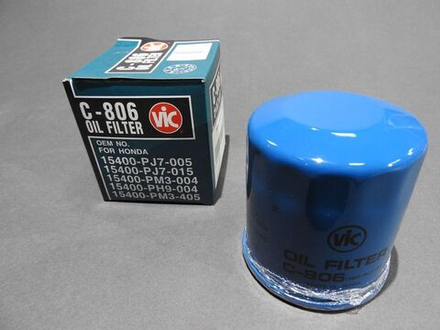 C-806
OIL FILTER
VIC
OEM NO.
FOR HONDA
15400-PJ7-005
15400-PJ7-015
15400-PM3-004
15400-PH9-004
15400-PM3-405
VIC
OIL FILTER
C-806